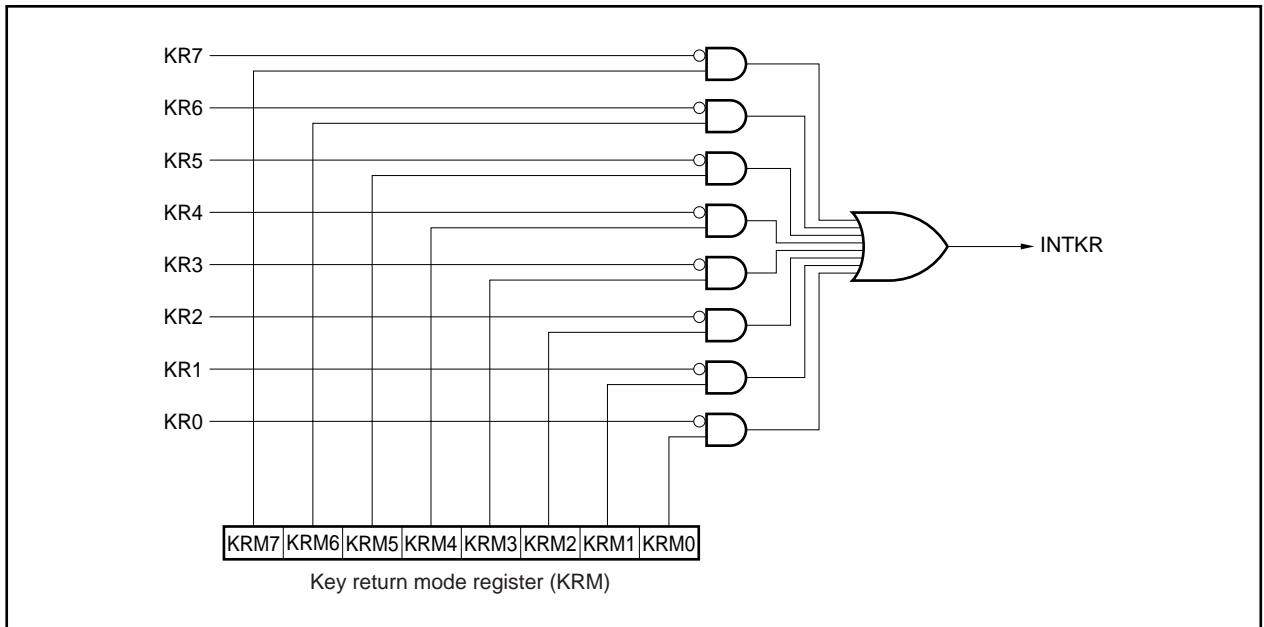 KR7
KR6
KR5
KR4
KR3
KR2
KR1
KR0
INTKR
KRM7 KRM6 KRM5 KRM4 KRM3 KRM2 KRM1 KRM0
Key return mode register (KRM)